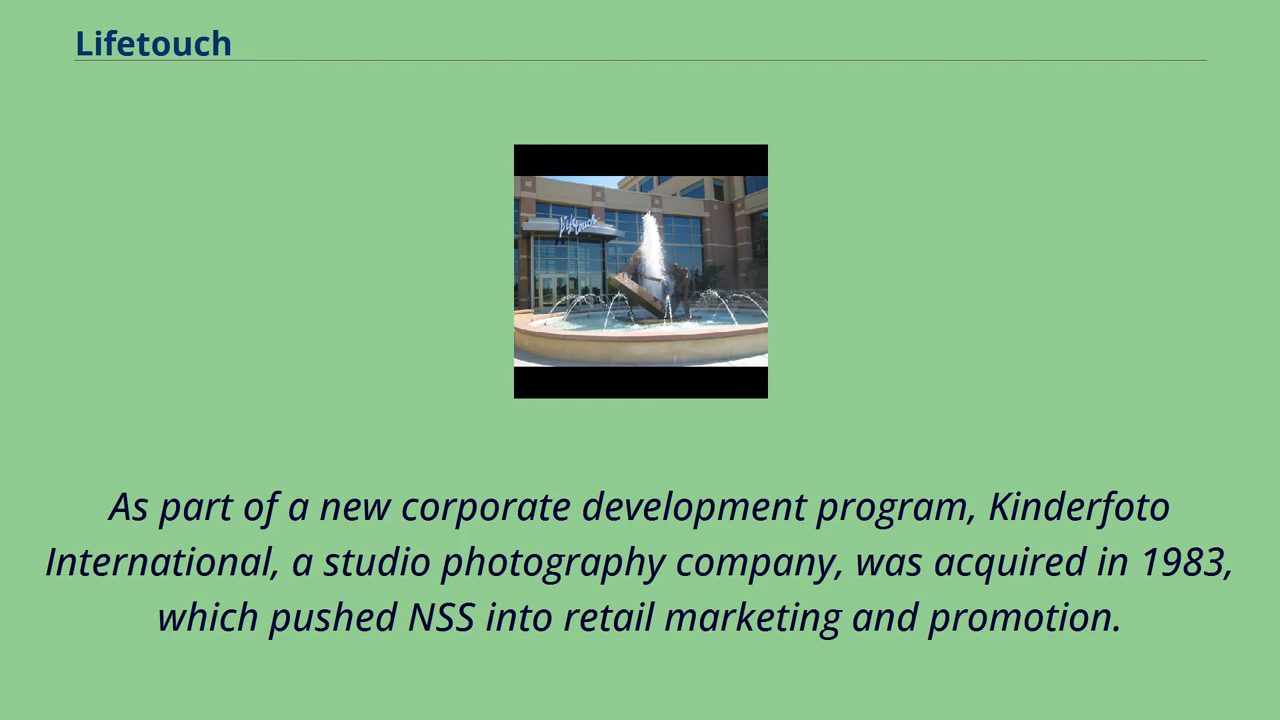 Lifetouch
Lifetouch
As part of a new corporate development program, Kinderfoto
International, a studio photography company, was acquired in 1983,
which pushed NSS into retail marketing and promotion.